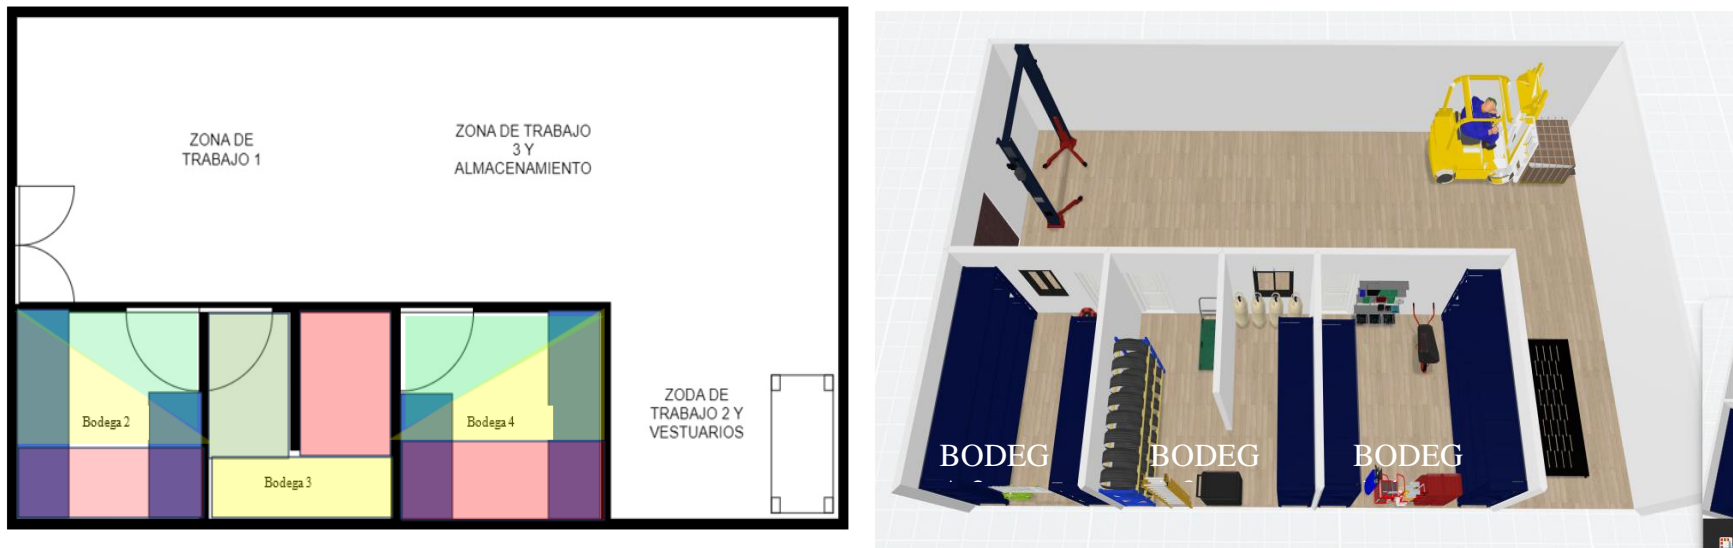 ZONA DE
TRABAJO 1
ZONA DE TRABAJO
3 Y
ALMACENAMIENTO
Bodega 2
Bodega 4
Bodega 3
ZODA DE
TRABAJO 2 Y
VESTUARIOS
BODEG
BODEG
BODEG